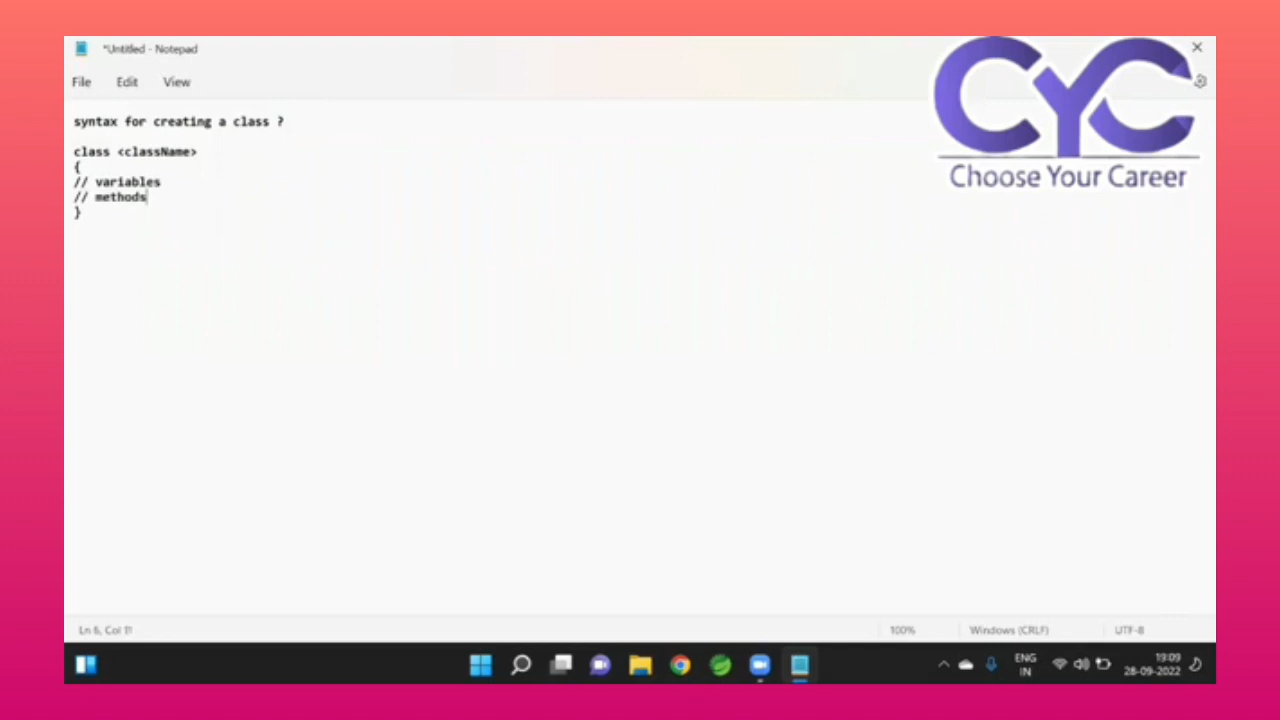 *Untitled - Notepad
File Edit View
CYC
Choose Your Career
syntax for creating a class ?
class <className>
{
// variables
// methods
}
Ln 6, Col 11
100%
Windows (CRLF)
UTF-8
ENG
IN
19:09
28-09-2022